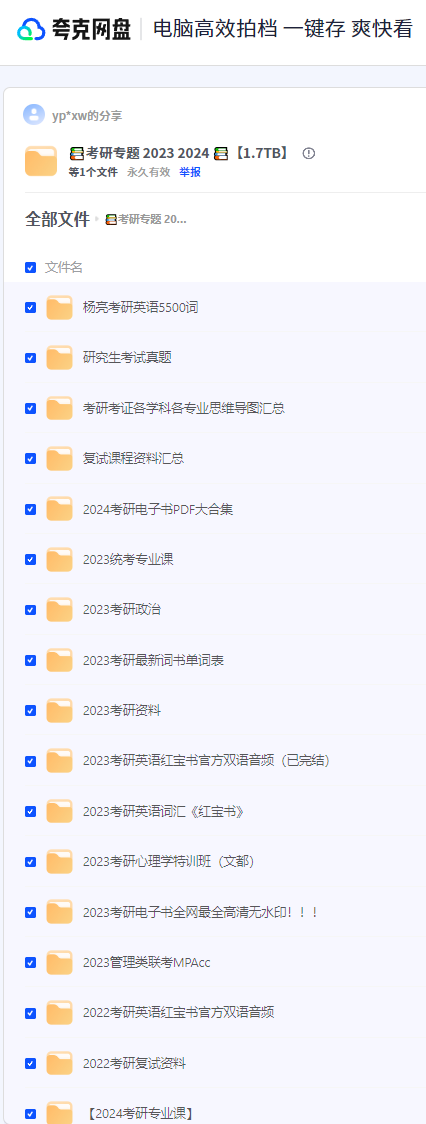 夸克网盘 电脑高效拍档 一键存 爽快看
yp*xw的分享
📚考研专题 2023 2024 📚【1.7TB】
等1个文件 永久有效 举报
全部文件 📚考研专题 20...
文件名
杨亮考研英语5500词
研究生考试真题
考研考证各学科各专业思维导图汇总
复试课程资料汇总
2024考研电子书PDF大合集
2023统考专业课
2023考研政治
2023考研最新词书单词表
2023考研资料
2023考研英语红宝书官方双语音频（已完结）
2023考研英语词汇《红宝书》
2023考研心理学特训班（文都）
2023考研电子书全网最全高清无水印！！！
2023管理类联考MPAcc
2022考研英语红宝书官方双语音频
2022考研复试资料
【2024考研专业课】